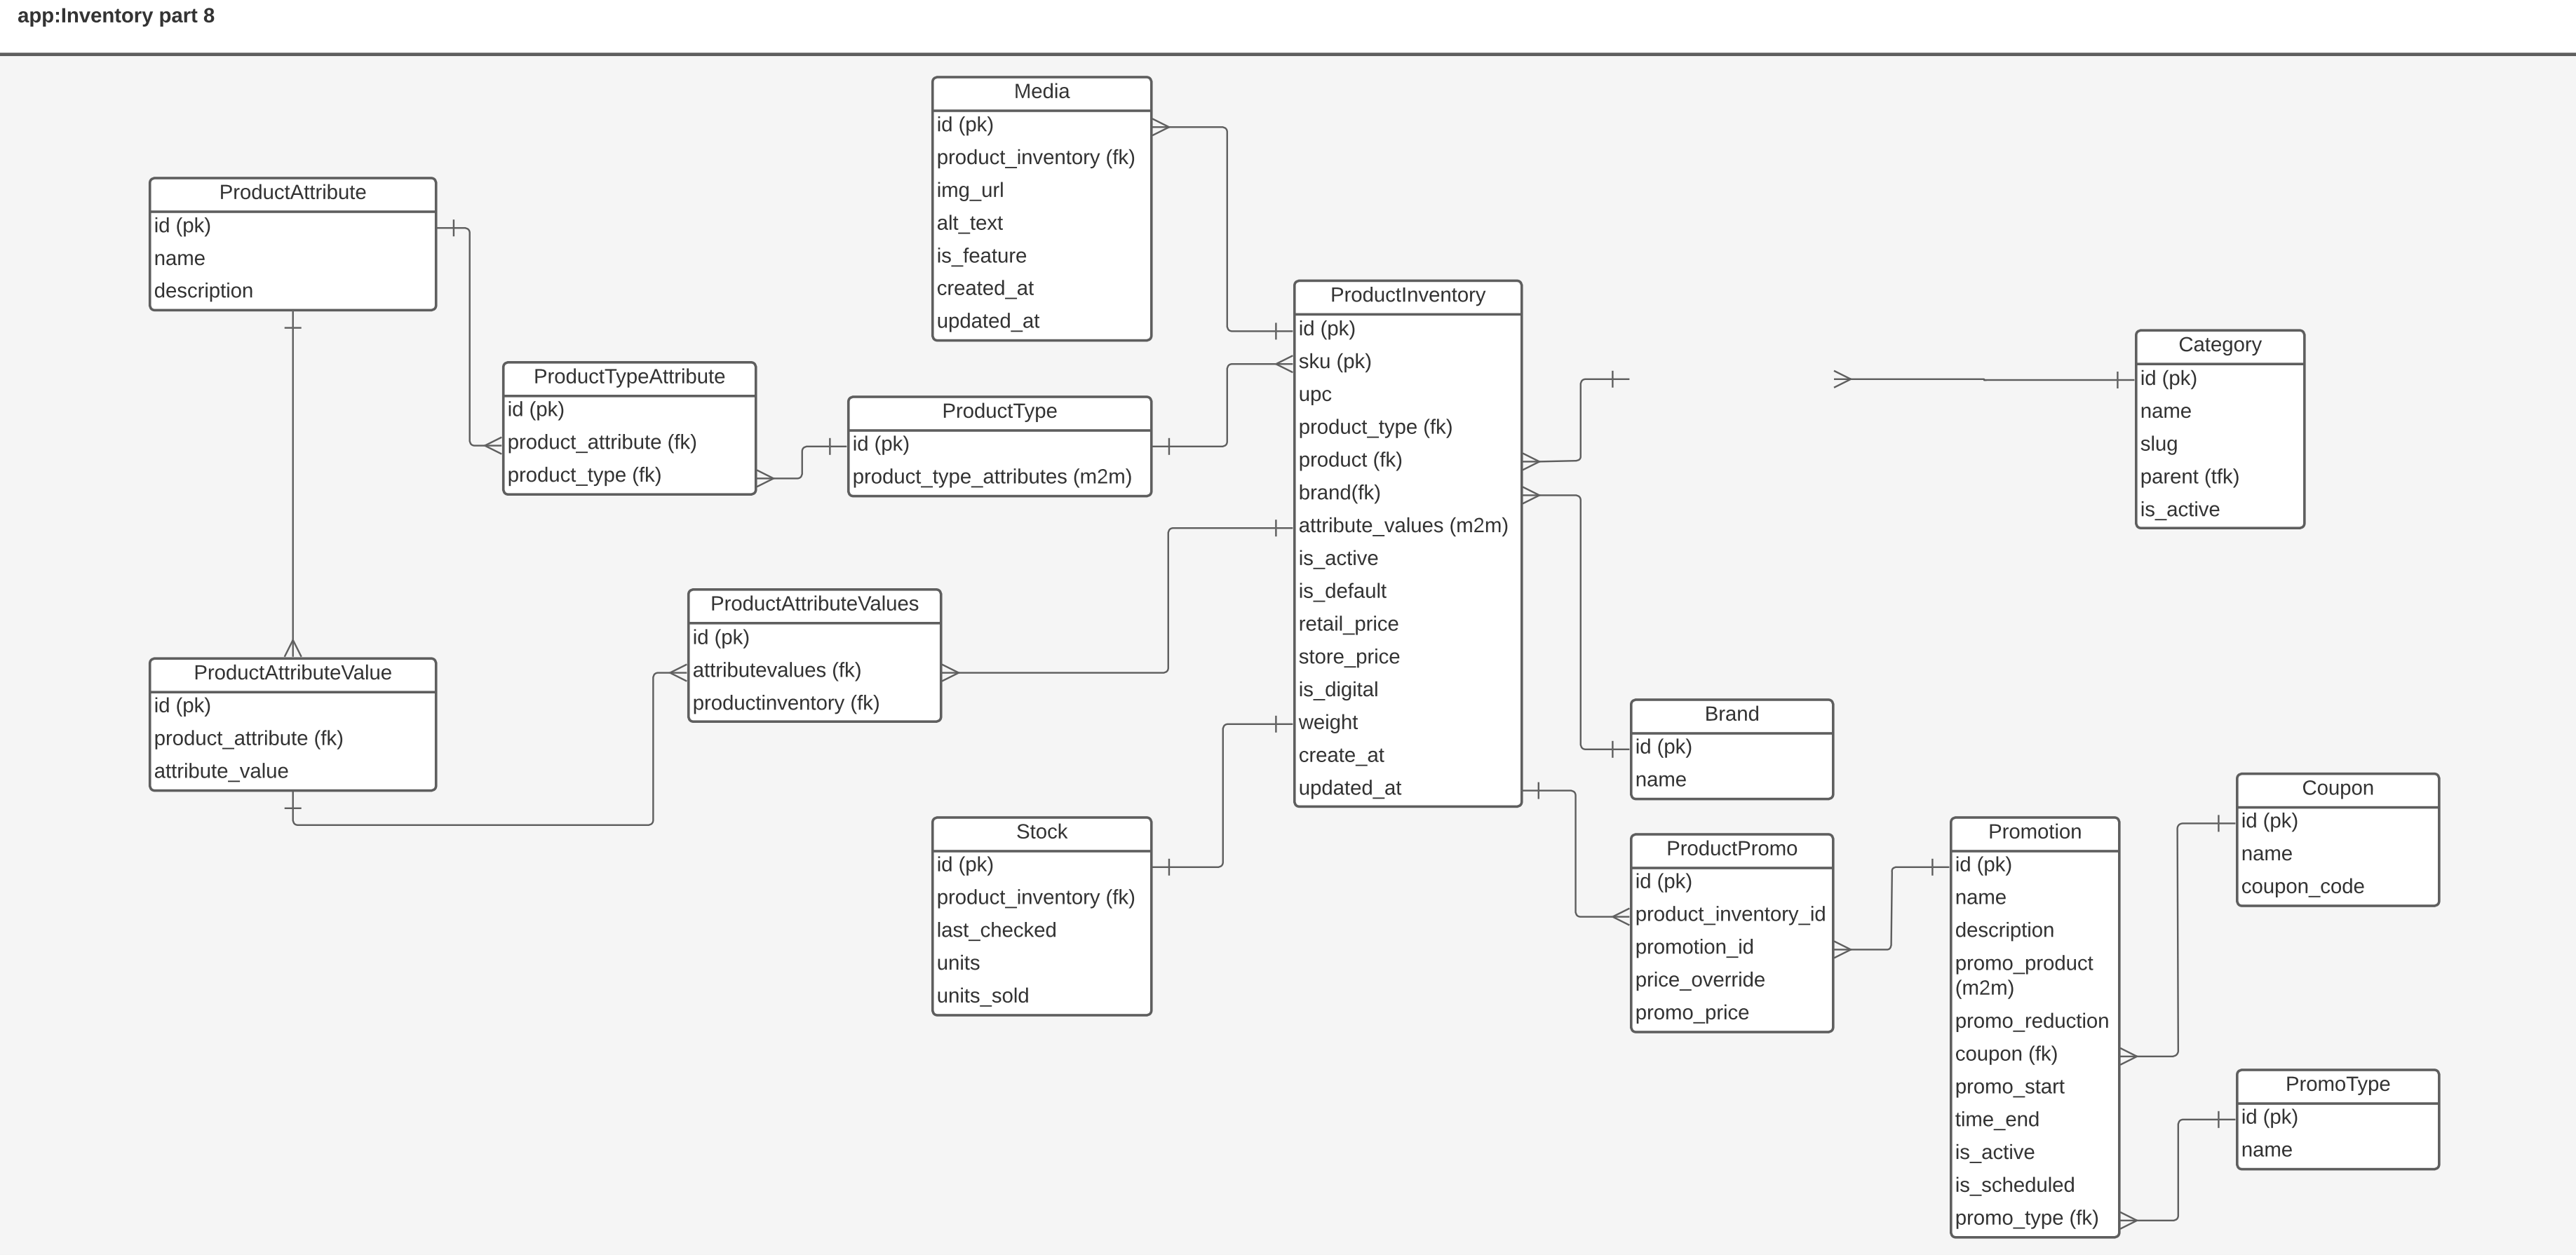 app:Inventory part 8
Media
id (pk)
product_inventory (fk)
img_url
alt_text
is_feature
created_at
updated_at
ProductAttribute
id (pk)
name
description
ProductTypeAttribute
id (pk)
product_attribute (fk)
product_type (fk)
ProductType
id (pk)
product_type_attributes (m2m)
ProductInventory
id (pk)
sku (pk)
upc
product_type (fk)
product (fk)
brand(fk)
attribute_values (m2m)
is_active
is_default
retail_price
store_price
is_digital
weight
create_at
updated_at
Category
id (pk)
name
slug
parent (tfk)
is_active
ProductAttributeValues
id (pk)
attributevalues (fk)
productinventory (fk)
ProductAttributeValue
id (pk)
product_attribute (fk)
attribute_value
Stock
id (pk)
product_inventory (fk)
last_checked
units
units_sold
Brand
id (pk)
name
ProductPromo
id (pk)
product_inventory_id
promotion_id
price_override
promo_price
Promotion
id (pk)
name
description
promo_product
(m2m)
promo_reduction
coupon (fk)
promo_start
time_end
is_active
is_scheduled
promo_type (fk)
Coupon
id (pk)
name
coupon_code
PromoType
id (pk)
name